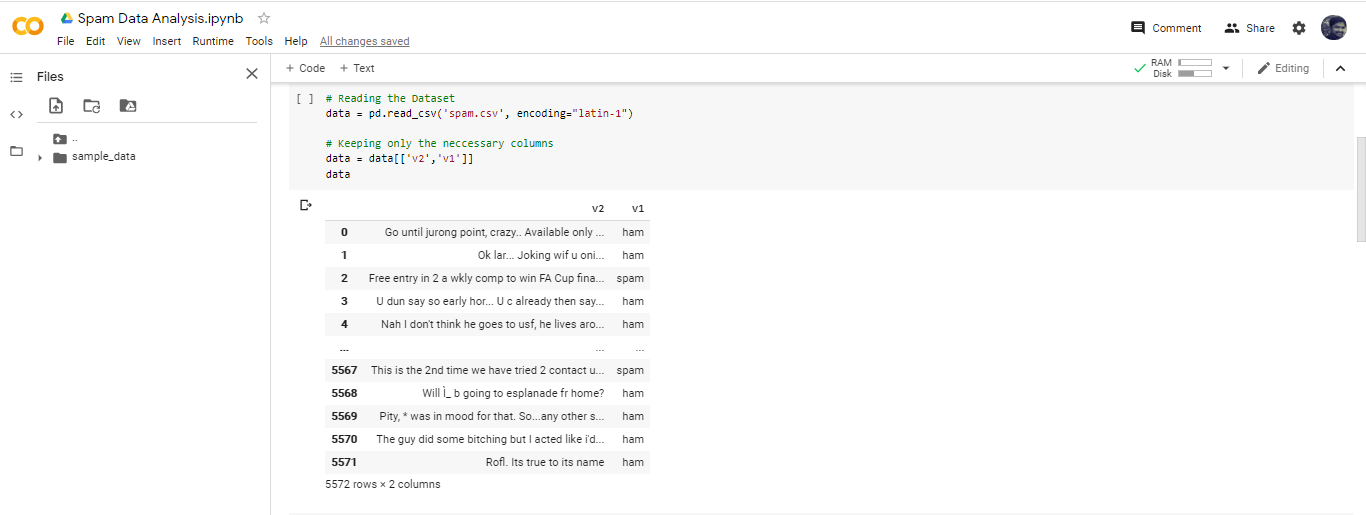 Spam Data Analysis.ipynb
File Edit View Insert Runtime Tools Help All changes saved
Comment Share
Files
+ Code + Text
RAM
Disk
Editing
..
sample_data
[ ] # Reading the Dataset
data = pd.read_csv('spam.csv', encoding="latin-1")
# Keeping only the neccessary columns
data = data[['v2','v1']]
data
v2 v1
0 Go until jurong point, crazy.. Available only ... ham
1 Ok lar... Joking wif u oni... ham
2 Free entry in 2 a wkly comp to win FA Cup fina... spam
3 U dun say so early hor... U c already then say... ham
4 Nah I don't think he goes to usf, he lives aro... ham
... ... ...
5567 This is the 2nd time we have tried 2 contact u... spam
5568 Will Ì_ b going to esplanade fr home? ham
5569 Pity, * was in mood for that. So...any other s... ham
5570 The guy did some bitching but I acted like i'd... ham
5571 Rofl. Its true to its name ham
5572 rows × 2 columns